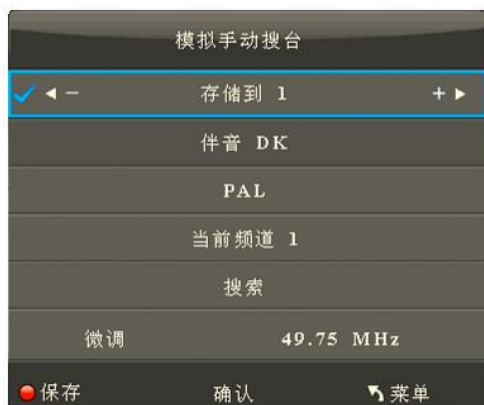 模拟手动搜台
− 存储到 1 +
伴音 DK
PAL
当前频道 1
搜索
微调 49.75 MHz
保存 确认 菜单